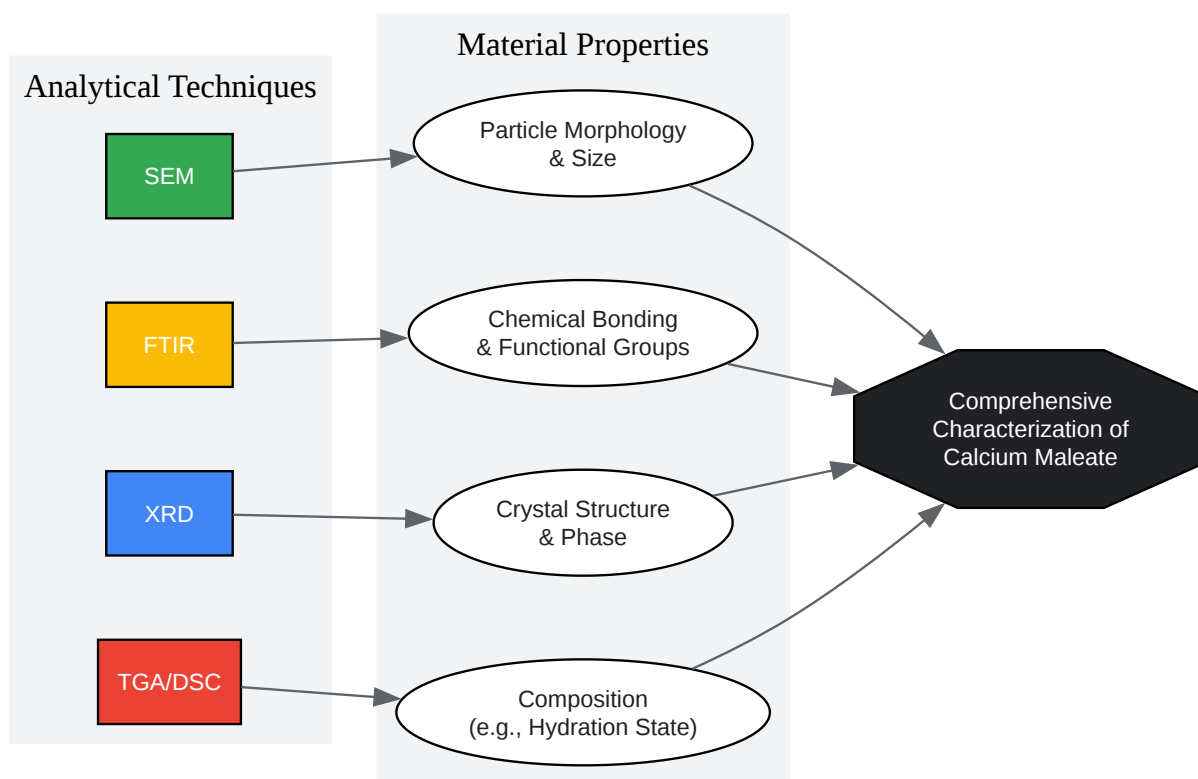 Material Properties
Analytical Techniques
Particle Morphology
& Size
SEM
Chemical Bonding
& Functional Groups
FTIR
Comprehensive
Characterization of
Calcium Maleate
Crystal Structure
& Phase
XRD
TGA/DSC
Composition
(e.g., Hydration State)